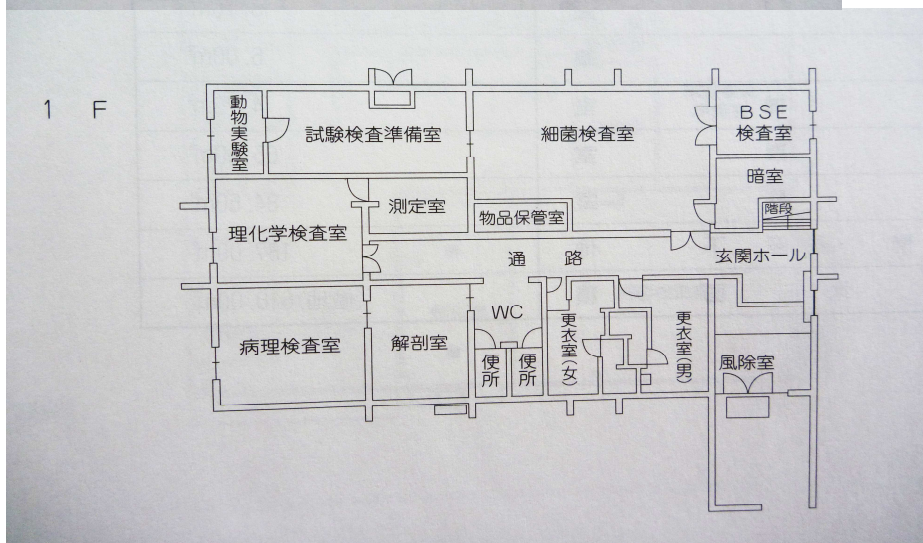 1 F
動物実験室
試験検査準備室
細菌検査室
BSE
検査室
暗室
階段
測定室
物品保管室
理化学検査室
通路
玄関ホール
病理検査室
解剖室
WC
便所
便所
更衣室(女)
更衣室(男)
風除室